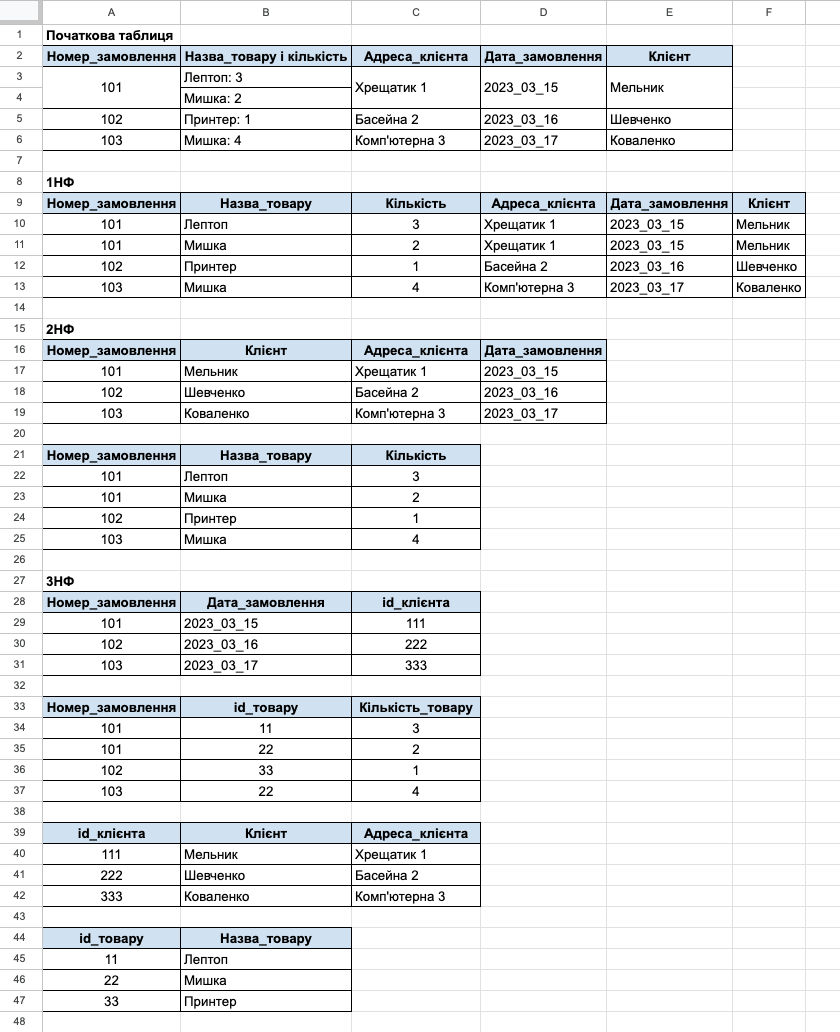 A B C D E F
1 Початкова таблиця
2 Номер_замовлення Назва_товару і кількість Адреса_клієнта Дата_замовлення Клієнт
3 101 Лептоп: 3 Хрещатик 1 2023_03_15 Мельник
4 Мишка: 2
5 102 Принтер: 1 Басейна 2 2023_03_16 Шевченко
6 103 Мишка: 4 Комп'ютерна 3 2023_03_17 Коваленко
7
8 1НФ
9 Номер_замовлення Назва_товару Кількість Адреса_клієнта Дата_замовлення Клієнт
10 101 Лептоп 3 Хрещатик 1 2023_03_15 Мельник
11 101 Мишка 2 Хрещатик 1 2023_03_15 Мельник
12 102 Принтер 1 Басейна 2 2023_03_16 Шевченко
13 103 Мишка 4 Комп'ютерна 3 2023_03_17 Коваленко
14
15 2НФ
16 Номер_замовлення Клієнт Адреса_клієнта Дата_замовлення
17 101 Мельник Хрещатик 1 2023_03_15
18 102 Шевченко Басейна 2 2023_03_16
19 103 Коваленко Комп'ютерна 3 2023_03_17
20
21 Номер_замовлення Назва_товару Кількість
22 101 Лептоп 3
23 101 Мишка 2
24 102 Принтер 1
25 103 Мишка 4
26
27 3НФ
28 Номер_замовлення Дата_замовлення id_клієнта
29 101 2023_03_15 111
30 102 2023_03_16 222
31 103 2023_03_17 333
32
33 Номер_замовлення id_товару Кількість_товару
34 101 11 3
35 101 22 2
36 102 33 1
37 103 22 4
38
39 id_клієнта Клієнт Адреса_клієнта
40 111 Мельник Хрещатик 1
41 222 Шевченко Басейна 2
42 333 Коваленко Комп'ютерна 3
43
44 id_товару Назва_товару
45 11 Лептоп
46 22 Мишка
47 33 Принтер
48